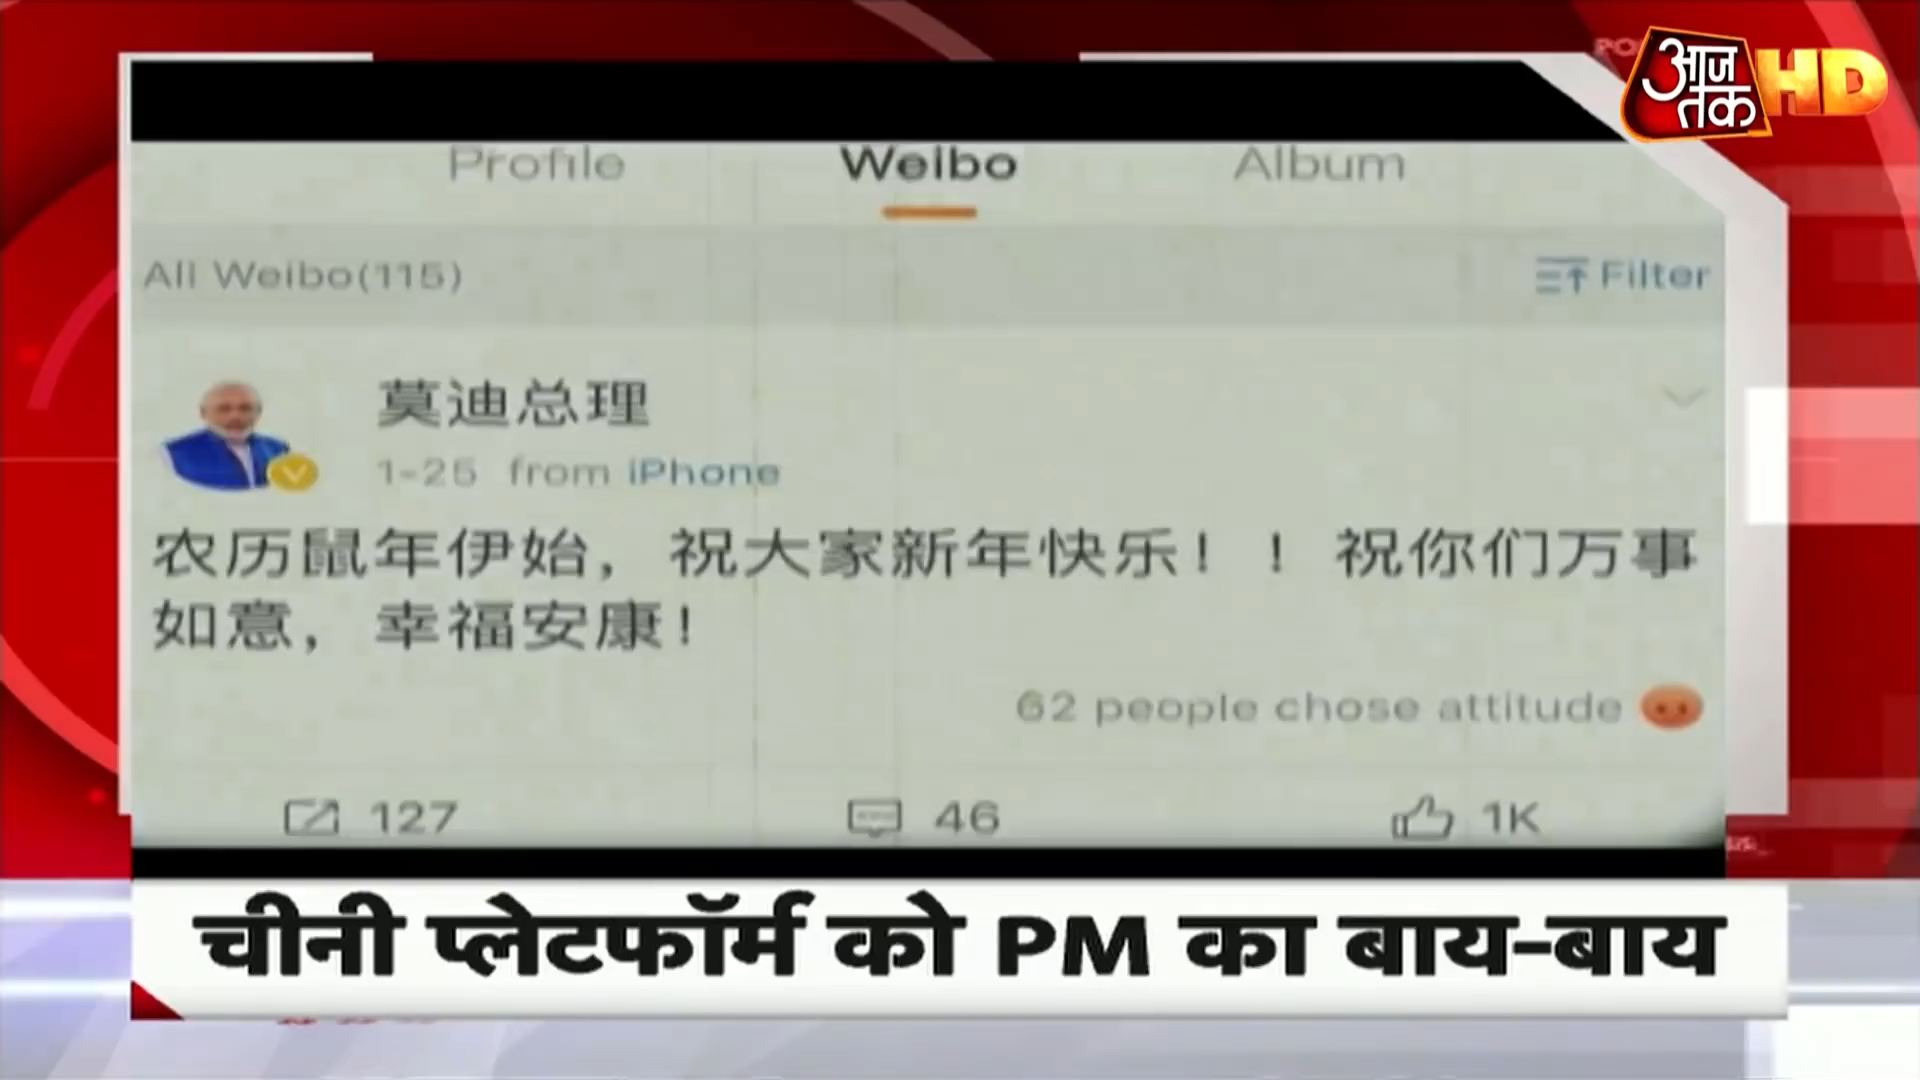 आज तक HD
Profile Weibo Album
All Weibo(115) Filter
莫迪总理
1-25 from iPhone
农历鼠年伊始，祝大家新年快乐！！祝你们万事
如意，幸福安康！
62 people chose attitude
127 46 1K
चीनी प्लेटफॉर्म को PM का बाय-बाय